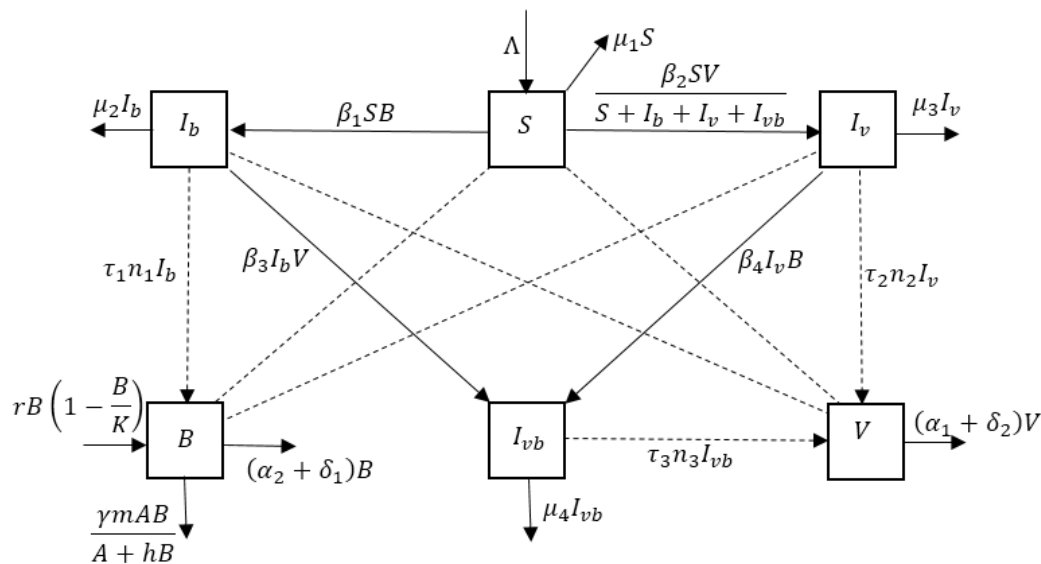 Λ
μ₁S
β₂SV
S + I_b + I_v + I_vb
μ₂I_b
I_b
β₁SB
S
I_v
μ₃I_v
τ₁n₁I_b
β₃I_bV
β₄I_vB
τ₂n₂I_v
rB(1 − B/K)
B
(α₂ + δ₁)B
I_vb
τ₃n₃I_vb
V
(α₁ + δ₂)V
γmAB
A + hB
μ₄I_vb